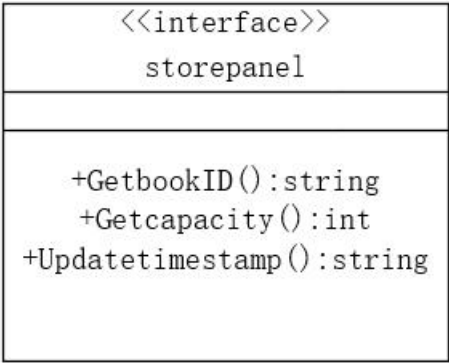 <<interface>>
storepanel
+GetbookID():string
+Getcapacity():int
+Updatetimestamp():string